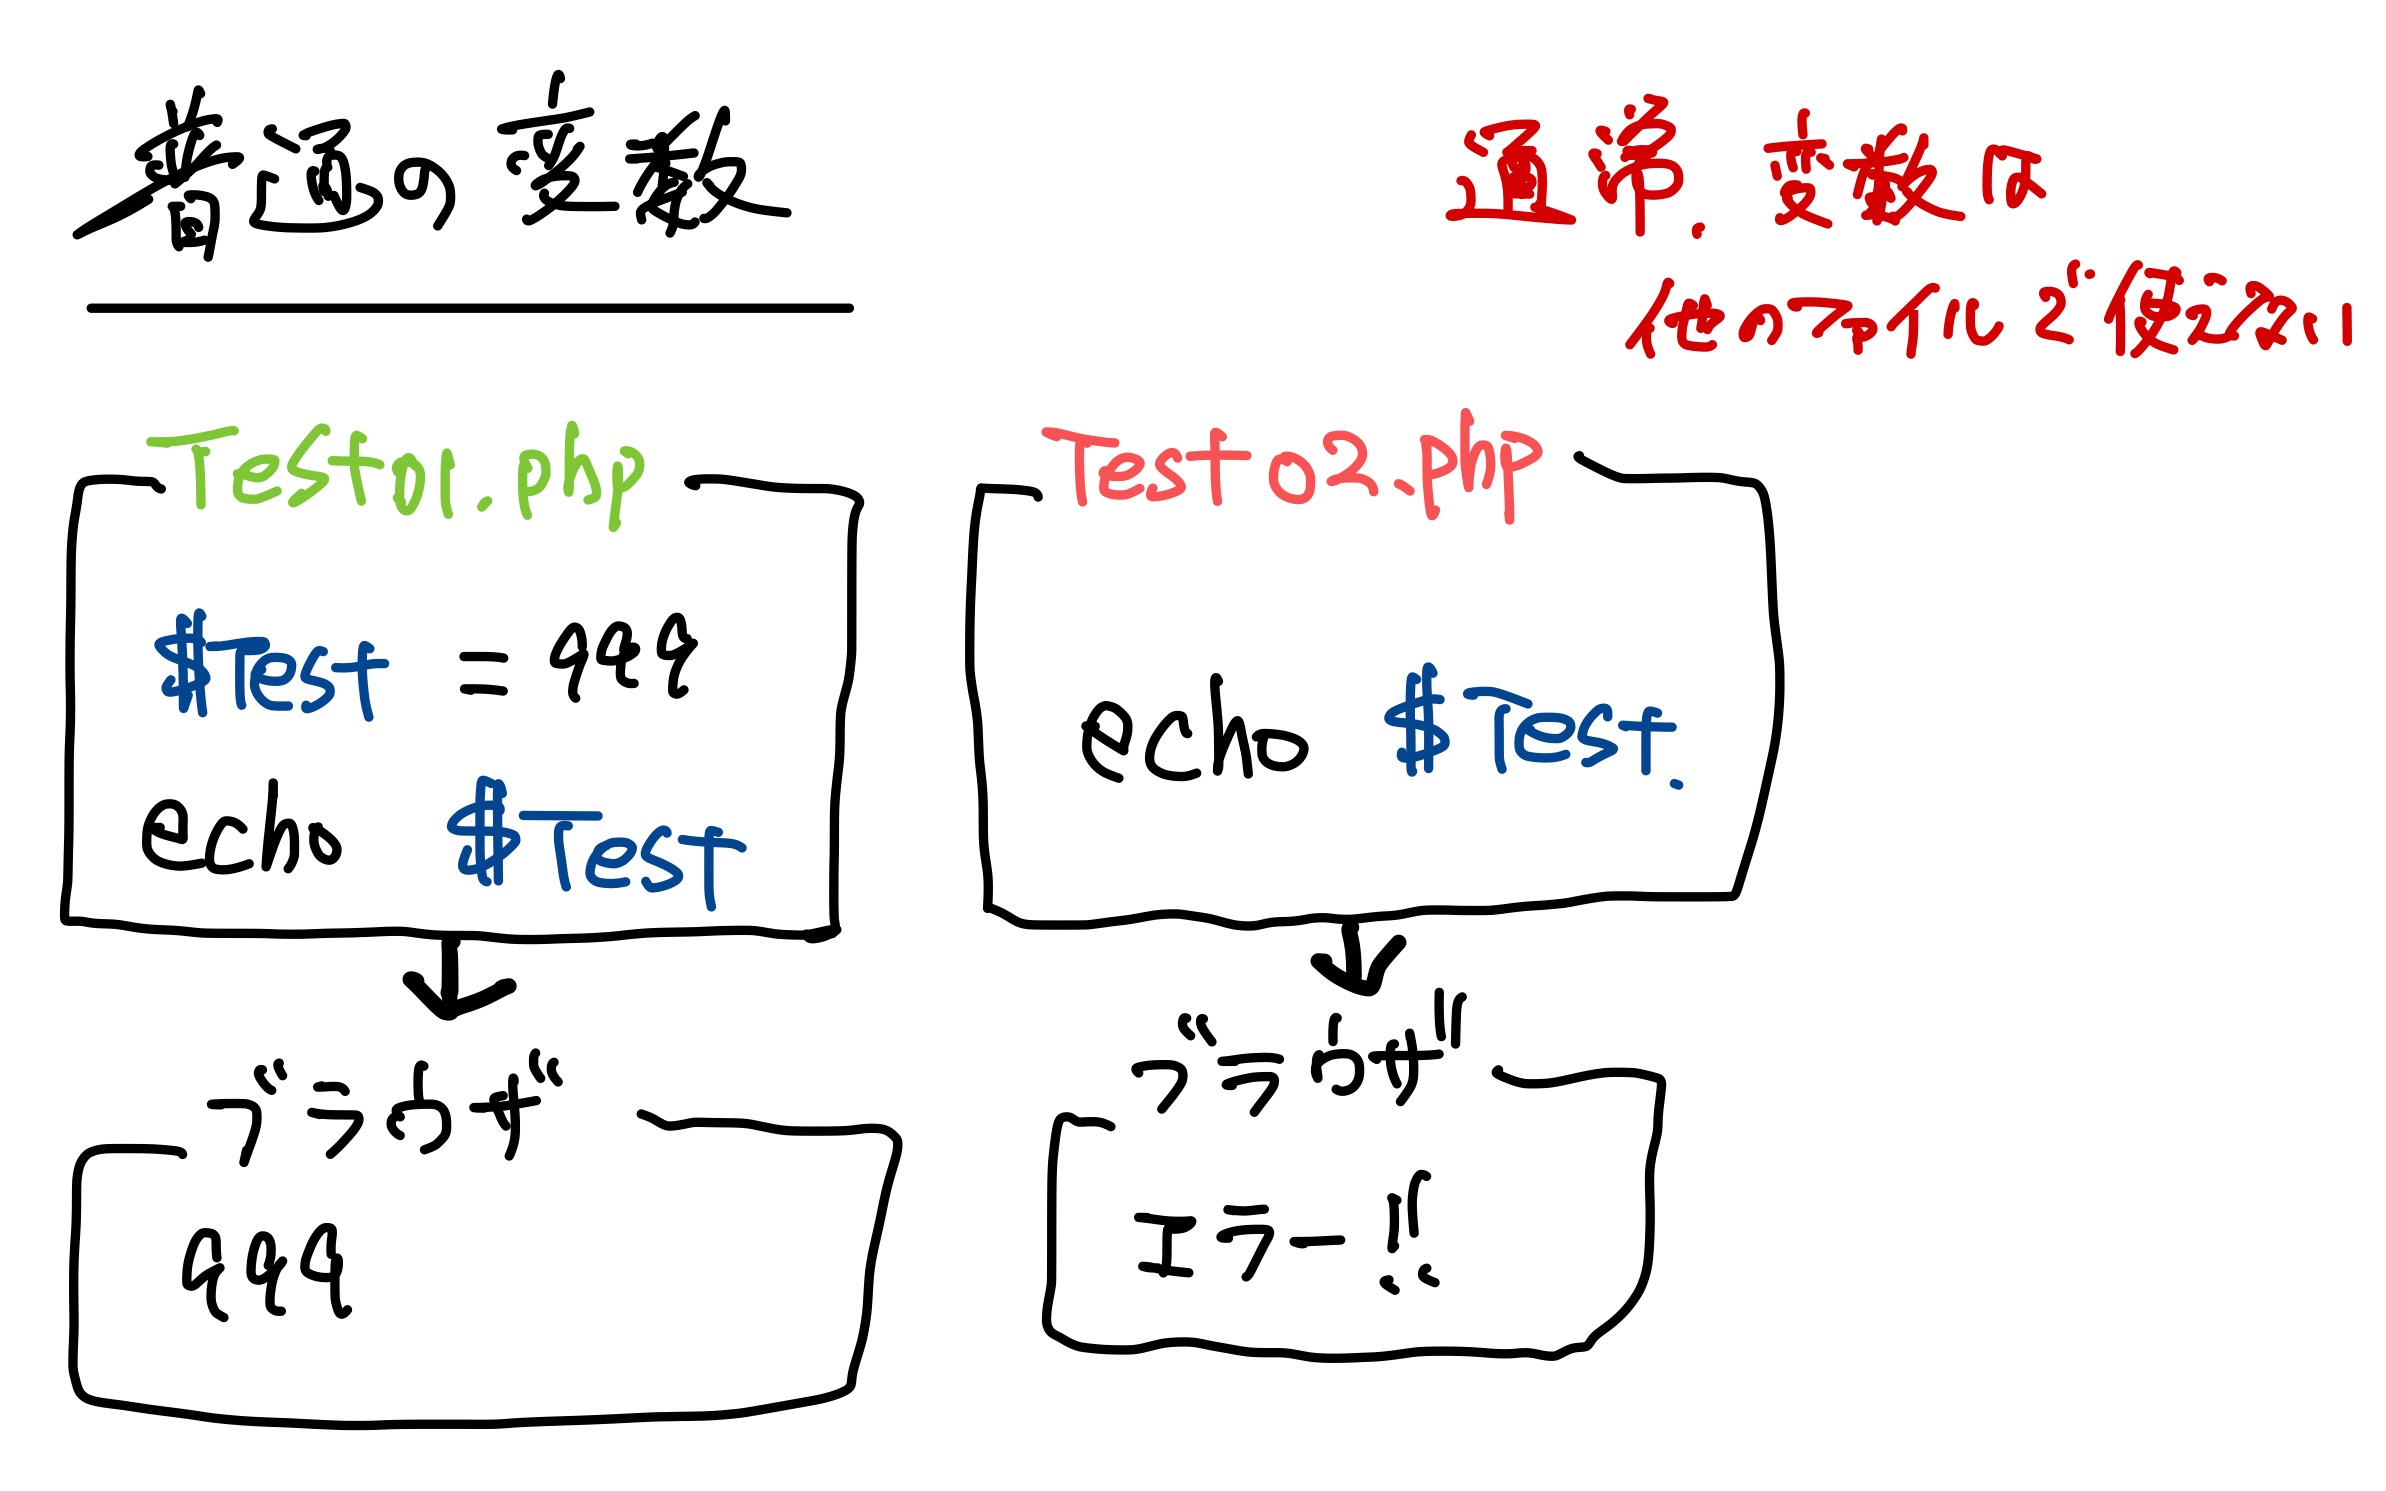 普通の変数
通常、変数は
他のファイルで使えない
Test01.php
$Test = 999
echo $Test
Test02.php
echo $Test.
ブラウザ
999
ブラウザ
エラー!!